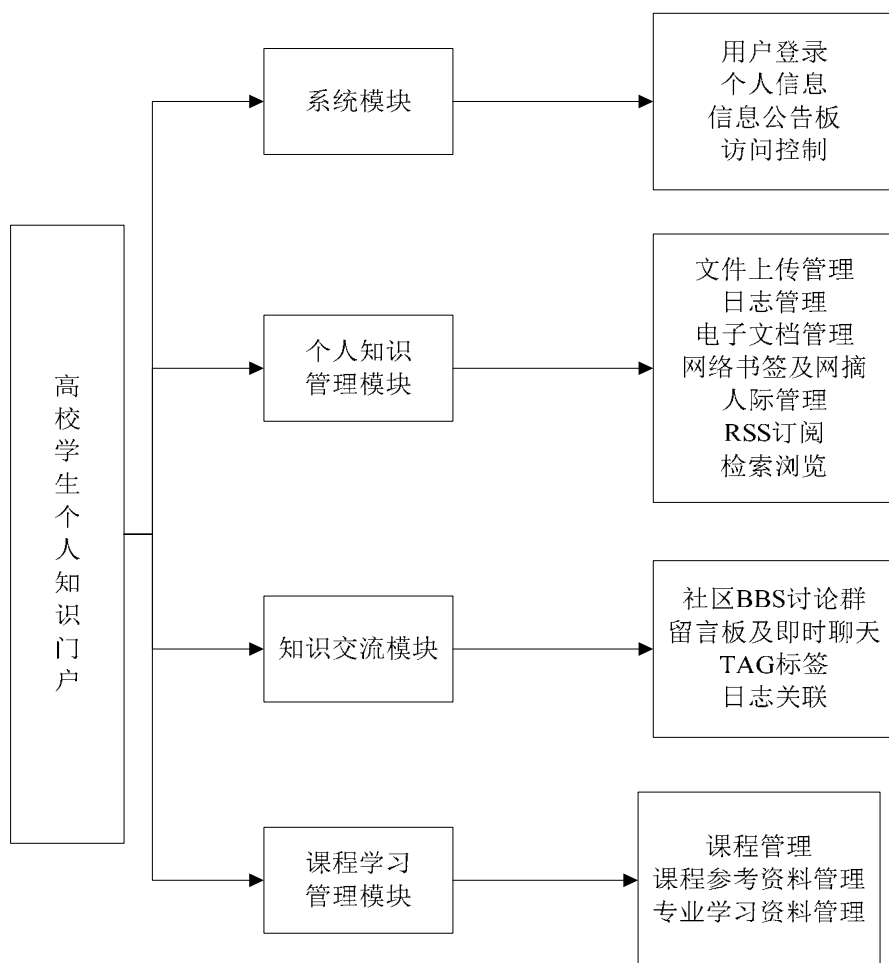 高校学生个人知识门户
系统模块
用户登录
个人信息
信息公告板
访问控制
个人知识
管理模块
文件上传管理
日志管理
电子文档管理
网络书签及网摘
人际管理
RSS订阅
检索浏览
知识交流模块
社区BBS讨论群
留言板及即时聊天
TAG标签
日志关联
课程学习
管理模块
课程管理
课程参考资料管理
专业学习资料管理